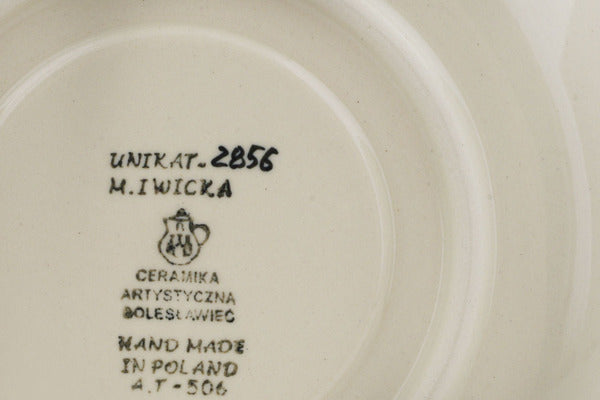 UNIKAT-2856
M.IWICKA
CERAMIKA
ARTYSTYCZNA
BOLESŁAWIEC
HAND MADE
IN POLAND
A.T-506